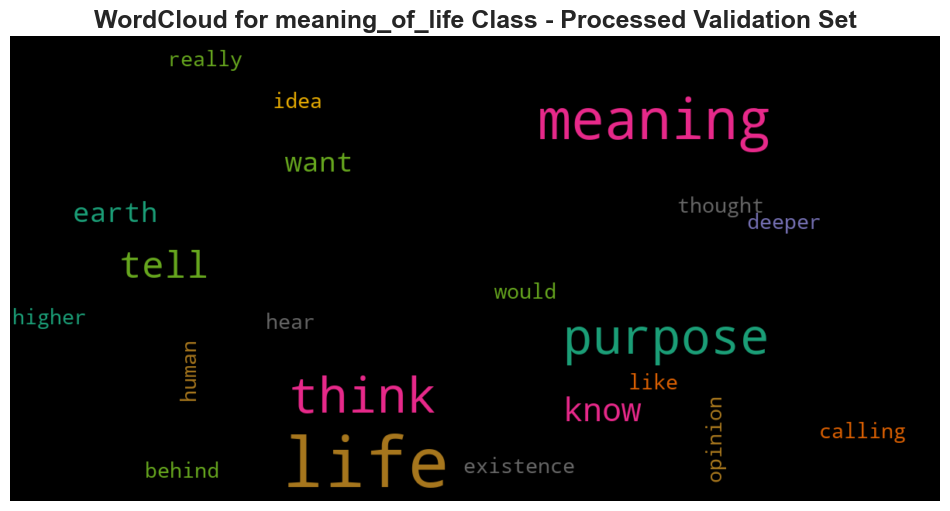 WordCloud for meaning_of_life Class - Processed Validation Set
really
idea
meaning
want
thought
earth
deeper
tell
would
higher
hear
purpose
human
like
think
know
opinion
calling
life
behind
existence